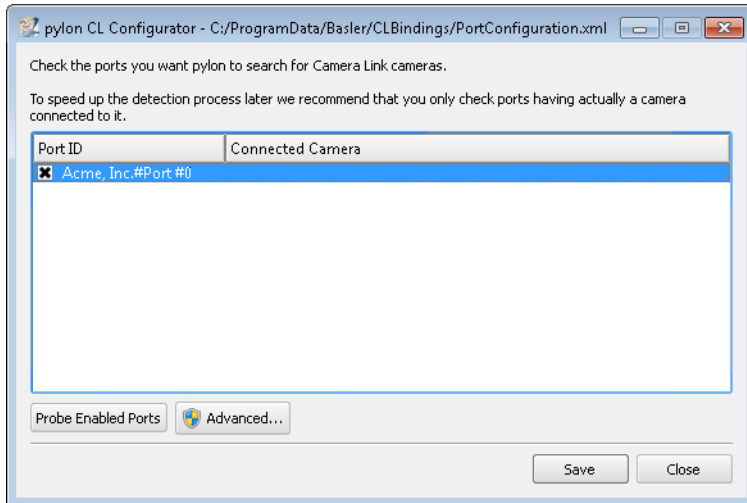 pylon CL Configurator - C:/ProgramData/Basler/CLBindings/PortConfiguration.xml
Check the ports you want pylon to search for Camera Link cameras.
To speed up the detection process later we recommend that you only check ports having actually a camera
connected to it.
Port ID Connected Camera
Acme, Inc.#Port #0
Probe Enabled Ports Advanced...
Save Close